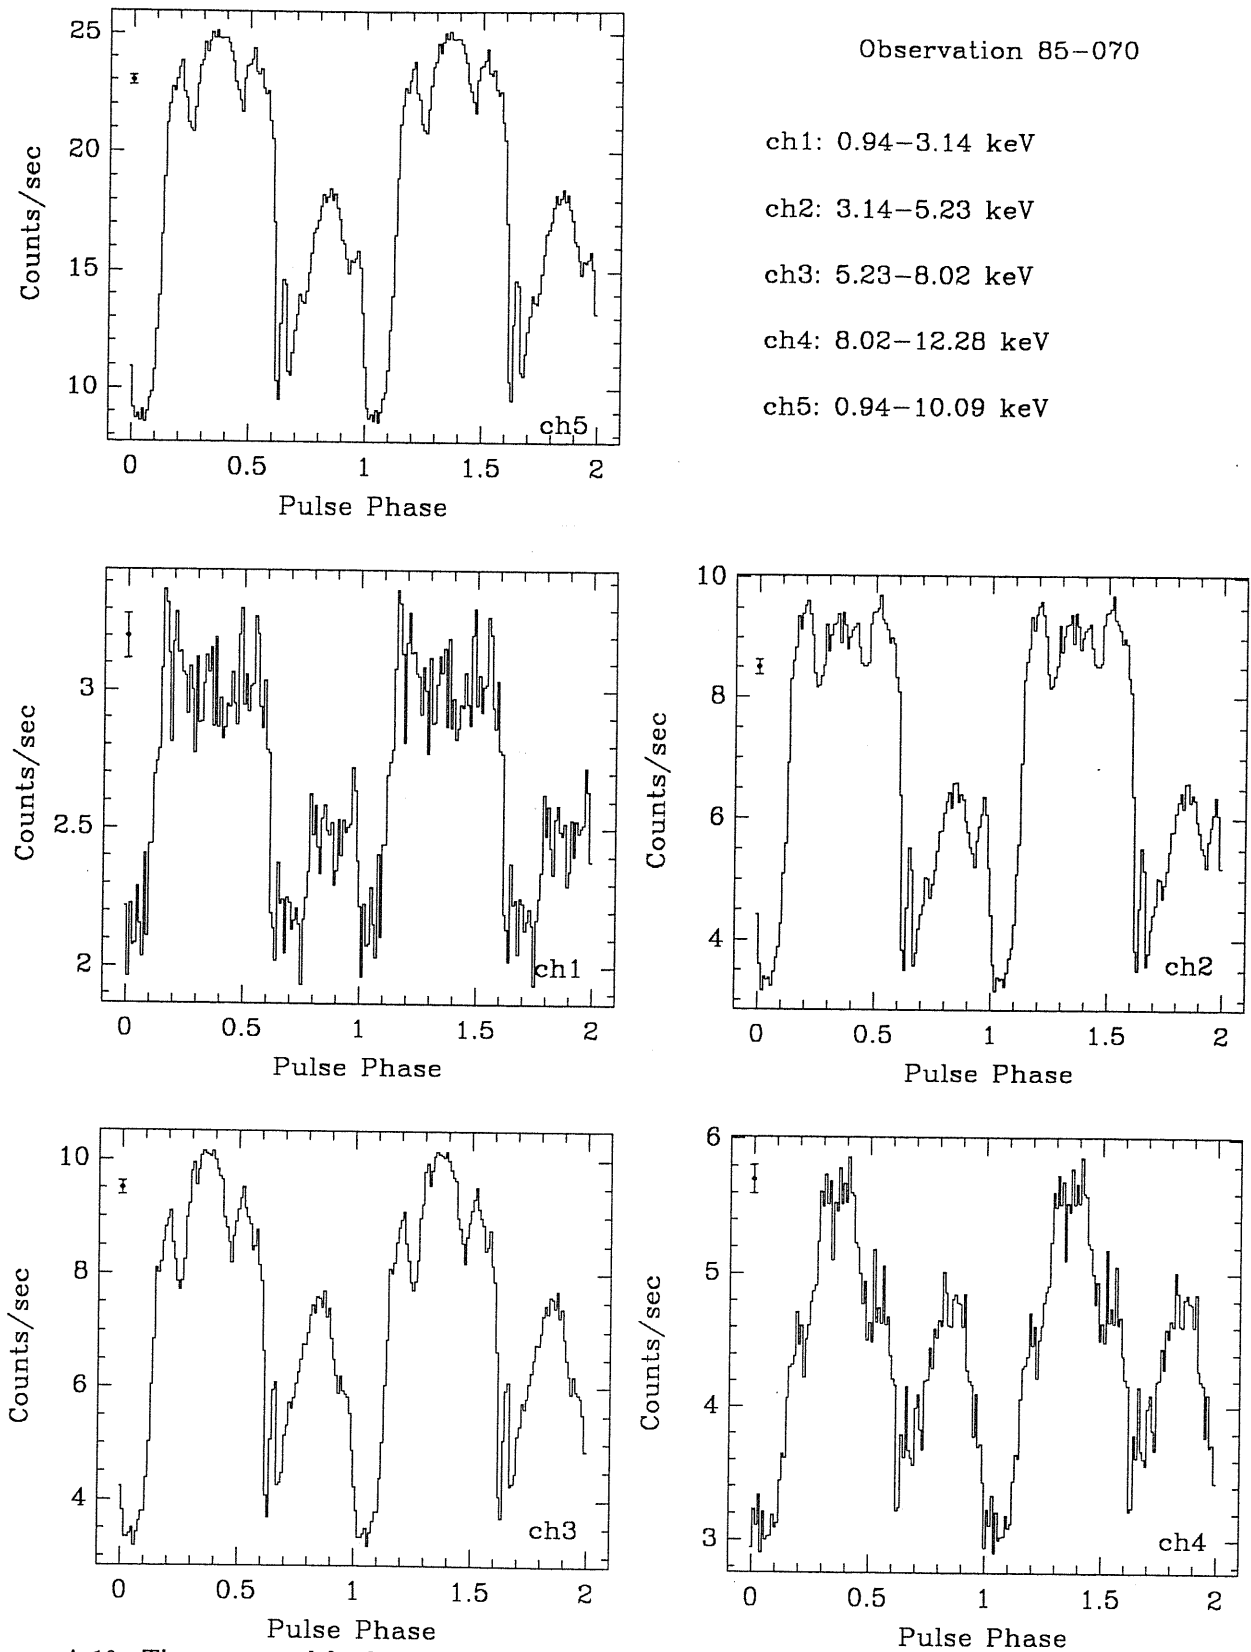 Observation 85-070
ch1: 0.94-3.14 keV
ch2: 3.14-5.23 keV
ch3: 5.23-8.02 keV
ch4: 8.02-12.28 keV
ch5: 0.94-10.09 keV
25
20
15
10
Counts/sec
ch5
0 0.5 1 1.5 2
Pulse Phase
3
2.5
2
Counts/sec
ch1
0 0.5 1 1.5 2
Pulse Phase
10
8
6
4
Counts/sec
ch2
0 0.5 1 1.5 2
Pulse Phase
10
8
6
4
Counts/sec
ch3
0 0.5 1 1.5 2
Pulse Phase
6
5
4
3
Counts/sec
ch4
0 0.5 1 1.5 2
Pulse Phase